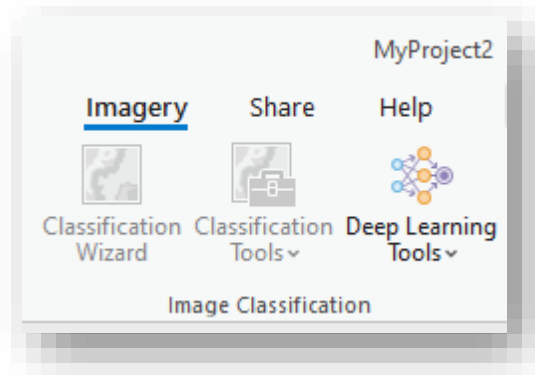 MyProject2
Imagery Share Help
Classification Wizard
Classification Tools
Deep Learning Tools
Image Classification